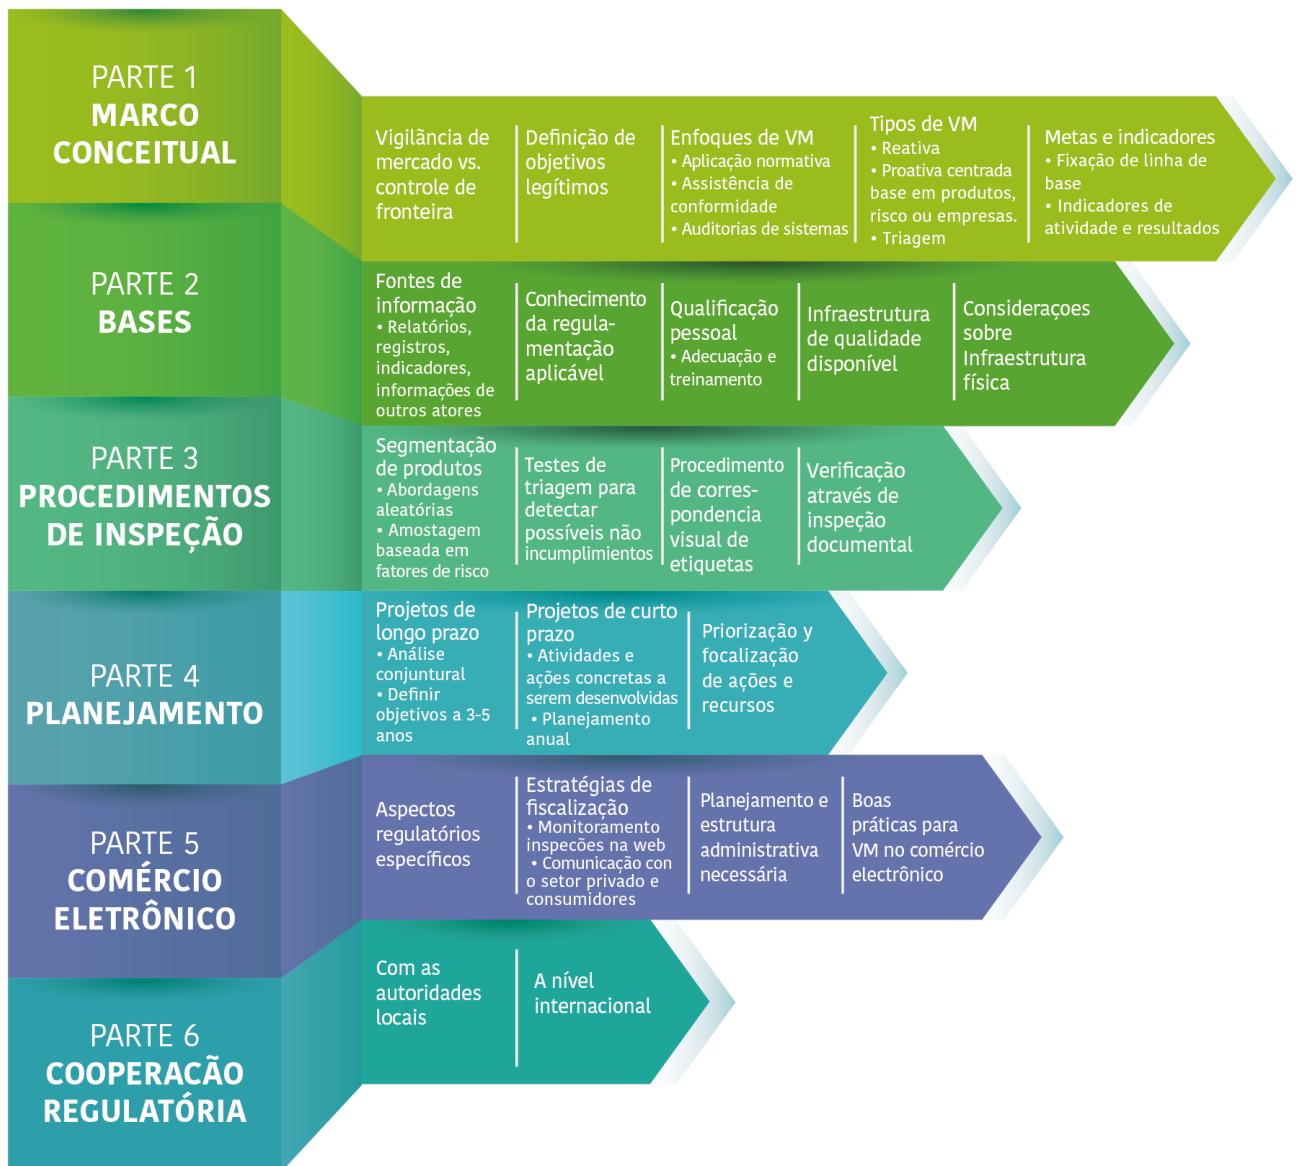 PARTE 1
MARCO
CONCEITUAL
Vigilãncia de
mercado vs.
controle de
fronteira
Definição de
objetivos
legítimos
Enfoques de VM
• Aplicação normativa
• Assistência de
conformidade
• Auditorias de sistemas
Tipos de VM
• Reativa
• Proativa centrada
base em produtos,
risco ou empresas.
• Triagem
Metas e indicadores
• Fixação de linha de
base
• Indicadores de
atividade e resultados
PARTE 2
BASES
Fontes de
informação
• Relatórios,
registros,
indicadores,
informações de
outros atores
Conhecimento
da regula-
mentação
aplicável
Qualificação
pessoal
• Adecuação e
treinamento
Infraestrutura
de qualidade
disponível
Consideraçoes
sobre
Infraestrutura
física
PARTE 3
PROCEDIMENTOS
DE INSPEÇÃO
Segmentação
de produtos
• Abordagens
aleatórias
• Amostagem
baseada em
fatores de risco
Testes de
triagem para
detectar
possíveis não
incumplimientos
Procedimento
de corres-
pondencia
visual de
etiquetas
Verificação
através de
inspeção
documental
PARTE 4
PLANEJAMENTO
Projetos de
longo prazo
• Análise
conjuntural
• Definir
objetivos a 3-5
anos
Projetos de curto
prazo
• Atividades e
ações concretas a
serem desenvolvidas
• Planejamento
anual
Priorização y
focalização
de ações e
recursos
PARTE 5
COMÉRCIO
ELETRÔNICO
Aspectos
regulatórios
específicos
Estratégias de
fiscalização
• Monitoramento
inspecões na web
• Comunicação con
o setor privado e
consumidores
Planejamento e
estrutura
administrativa
necessária
Boas
práticas para
VM no comércio
electrônico
PARTE 6
COOPERACÃO
REGULATÓRIA
Com as
autoridades
locais
A nível
internacional